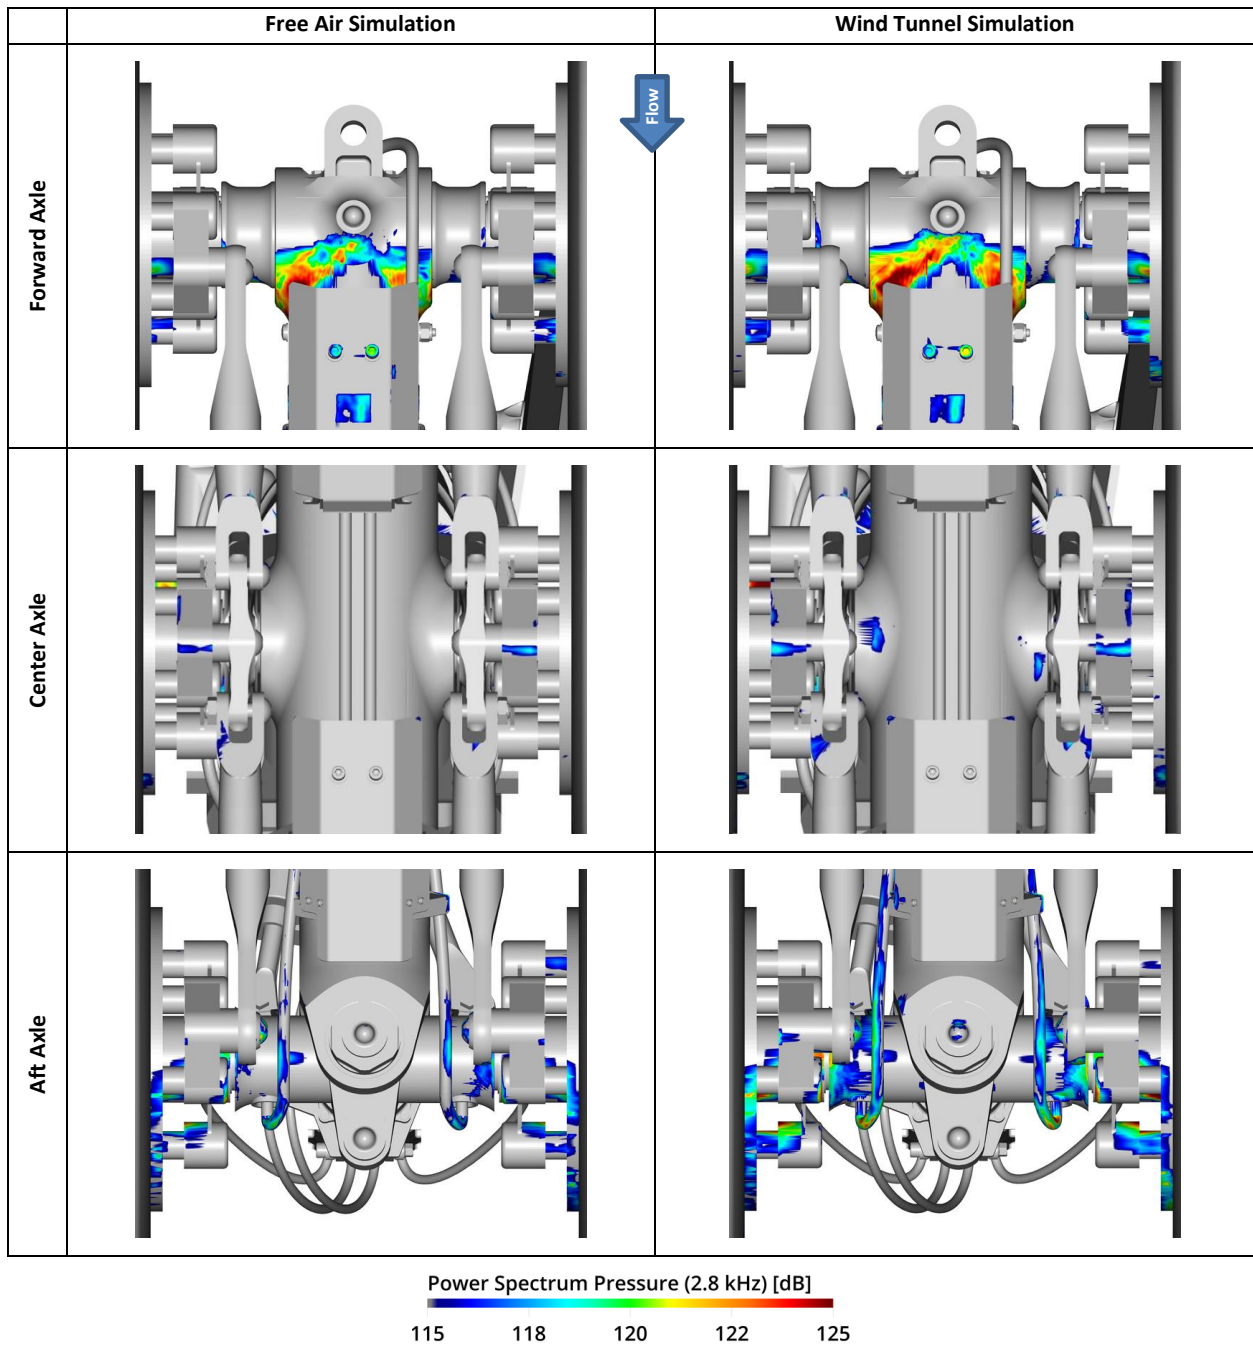 Free Air Simulation
Wind Tunnel Simulation
Flow
Forward Axle
Center Axle
Aft Axle
Power Spectrum Pressure (2.8 kHz) [dB]
115 118 120 122 125